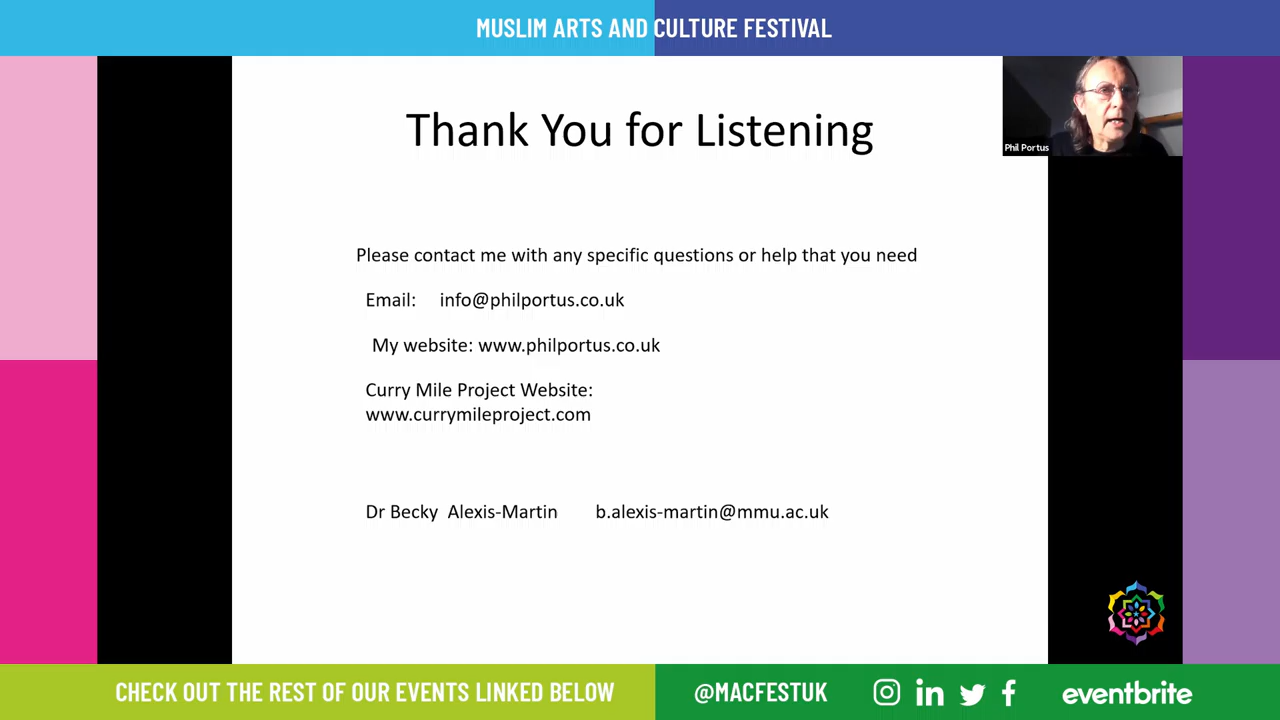 MUSLIM ARTS AND CULTURE FESTIVAL
Thank You for Listening
Phil Portus
Please contact me with any specific questions or help that you need
Email: info@philportus.co.uk
My website: www.philportus.co.uk
Curry Mile Project Website:
www.currymileproject.com
Dr Becky Alexis-Martin b.alexis-martin@mmu.ac.uk
CHECK OUT THE REST OF OUR EVENTS LINKED BELOW
@MACFESTUK
eventbrite